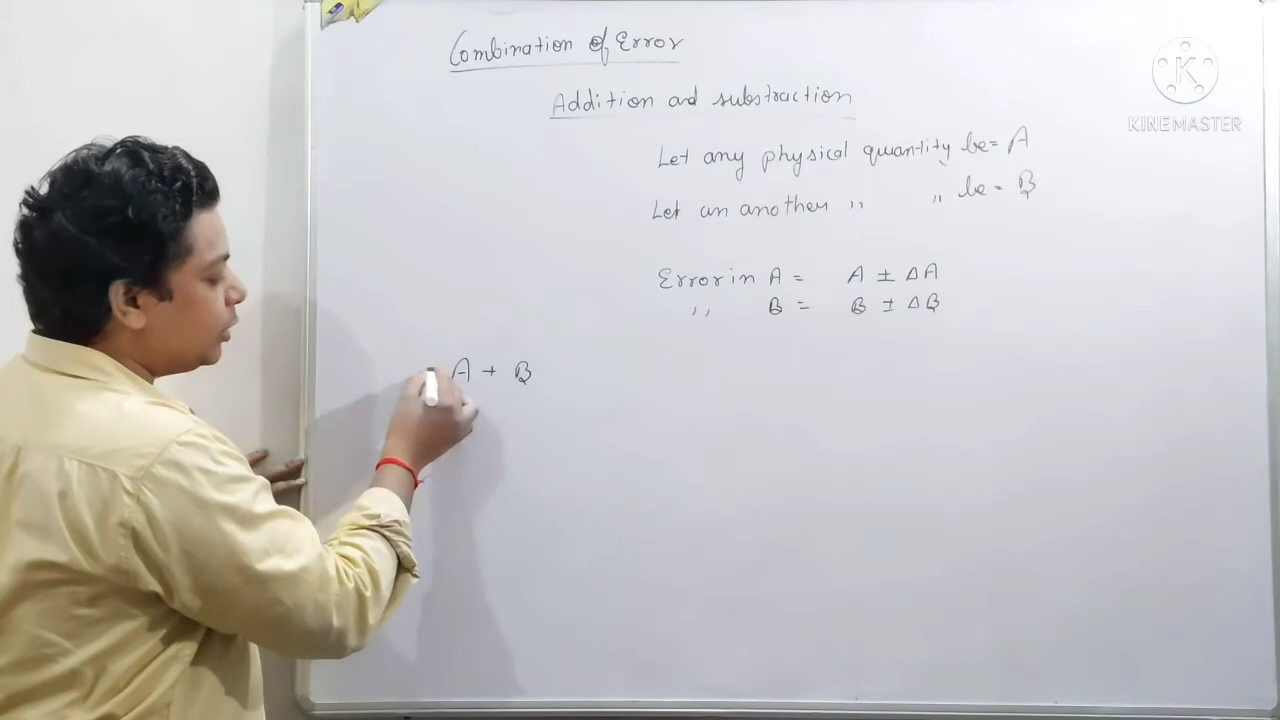 Combination of Error
Addition and substraction
Let any physical quantity be = A
Let an another ,, ,, be = B
Error in A = A ± ΔA
,, B = B ± ΔB
A + B
K
KINEMASTER